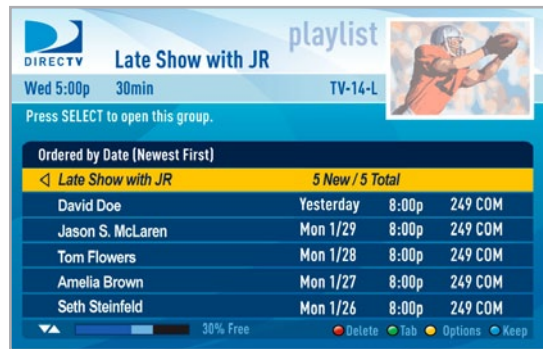 playlist
DIRECTV
Late Show with JR
Wed 5:00p 30min TV-14-L
Press SELECT to open this group.
Ordered by Date (Newest First)
Late Show with JR 5 New / 5 Total
David Doe Yesterday 8:00p 249 COM
Jason S. McLaren Mon 1/29 8:00p 249 COM
Tom Flowers Mon 1/28 8:00p 249 COM
Amelia Brown Mon 1/27 8:00p 249 COM
Seth Steinfeld Mon 1/26 8:00p 249 COM
30% Free Delete Tab Options Keep